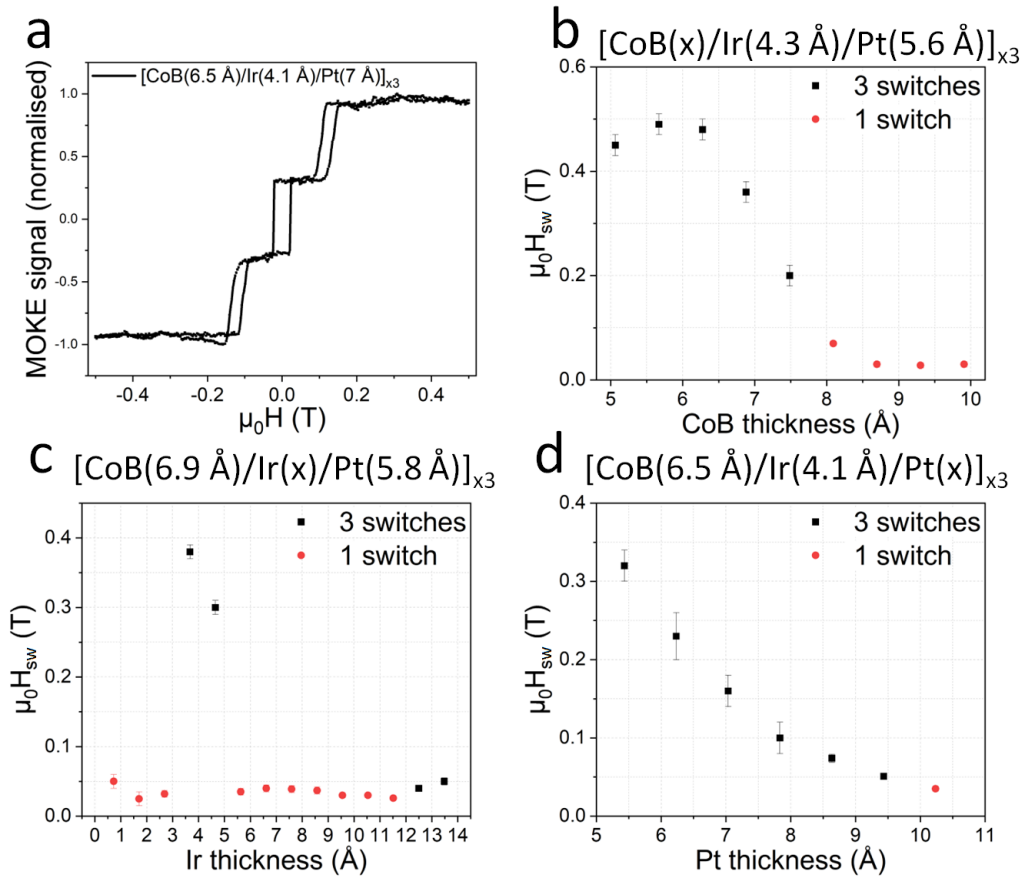 a
[CoB(6.5 Å)/Ir(4.1 Å)/Pt(7 Å)]x3
MOKE signal (normalised)
1.0
0.5
0.0
-0.5
-1.0
-0.4 -0.2 0.0 0.2 0.4
μ0H (T)
b [CoB(x)/Ir(4.3 Å)/Pt(5.6 Å)]x3
3 switches
1 switch
μ0Hsw (T)
0.6
0.4
0.2
0.0
5 6 7 8 9 10
CoB thickness (Å)
c [CoB(6.9 Å)/Ir(x)/Pt(5.8 Å)]x3
3 switches
1 switch
μ0Hsw (T)
0.4
0.3
0.2
0.1
0.0
0 1 2 3 4 5 6 7 8 9 10 11 12 13 14
Ir thickness (Å)
d [CoB(6.5 Å)/Ir(4.1 Å)/Pt(x)]x3
3 switches
1 switch
μ0Hsw (T)
0.4
0.3
0.2
0.1
0.0
5 6 7 8 9 10 11
Pt thickness (Å)